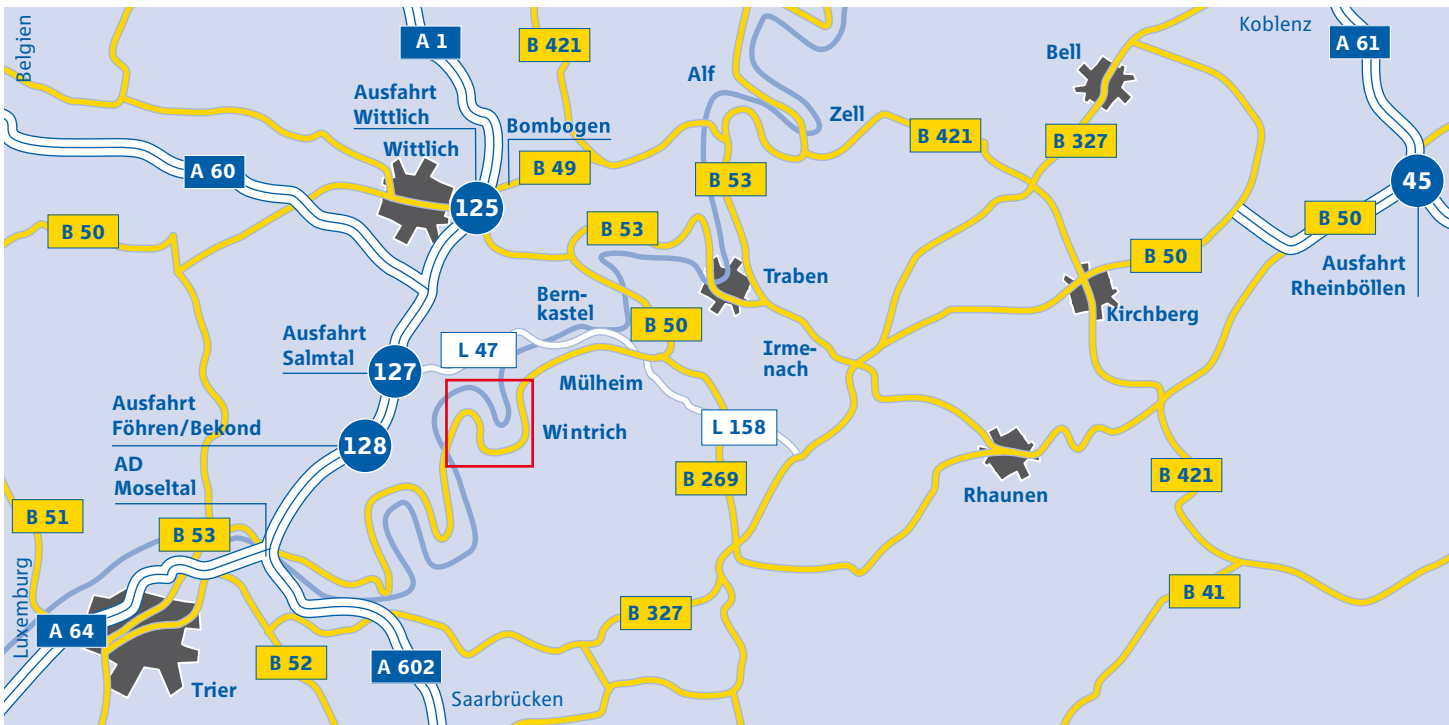 Belgien
A 1
B 421
Koblenz
A 61
Bell
Alf
Ausfahrt
Wittlich
Zell
Bombogen
B 421
B 327
Wittlich
B 49
A 60
B 53
45
125
B 50
B 50
B 53
B 50
Ausfahrt
Rheinböllen
Traben
Bern-
kastel
Kirchberg
B 50
Ausfahrt
Salmtal
L 47
Irme-
nach
127
Mülheim
Ausfahrt
Föhren/Bekond
L 158
Wintrich
128
AD
Moseltal
B 269
B 421
Rhaunen
B 51
B 53
Luxemburg
B 41
B 327
A 64
B 52
A 602
Trier
Saarbrücken